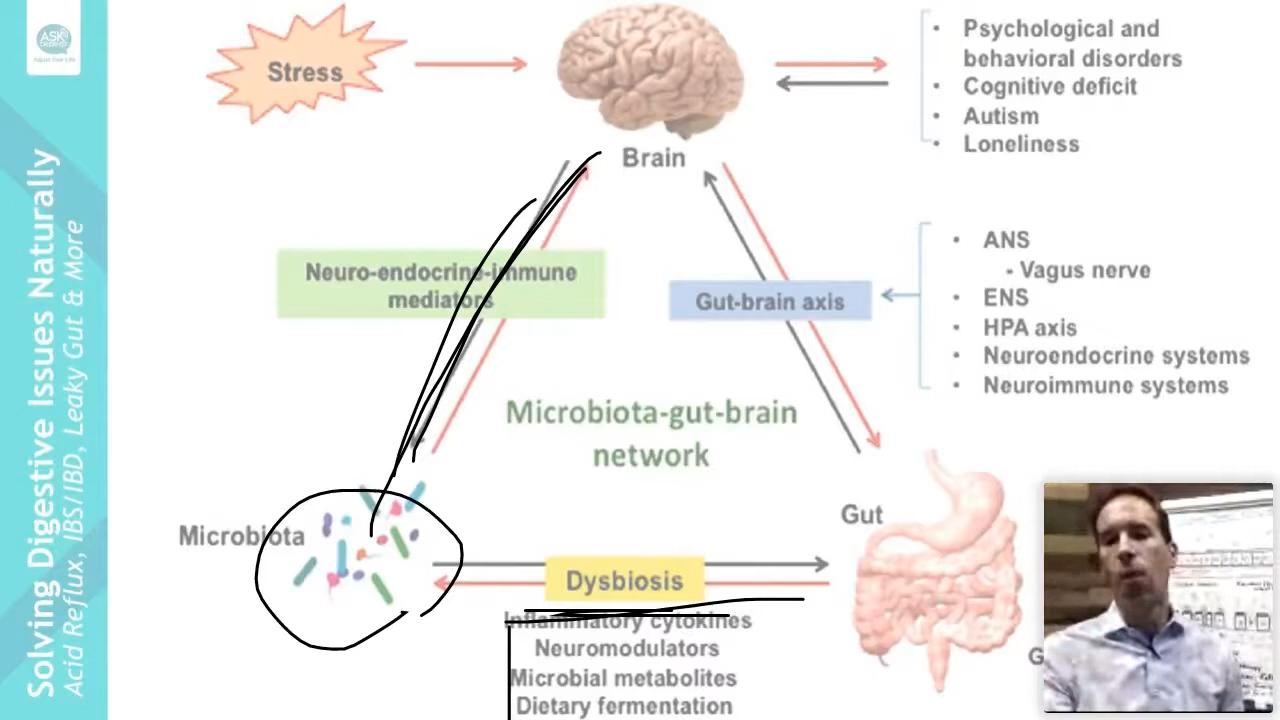 ASK
Solving Digestive Issues Naturally
Acid Reflux, IBS/IBD, Leaky Gut & More
Stress
Brain
• Psychological and
behavioral disorders
• Cognitive deficit
• Autism
• Loneliness
Neuro-endocrine-immune
mediators
Gut-brain axis
• ANS
- Vagus nerve
• ENS
• HPA axis
• Neuroendocrine systems
• Neuroimmune systems
Microbiota-gut-brain
network
Microbiota
Gut
Dysbiosis
Inflammatory cytokines
Neuromodulators
Microbial metabolites
Dietary fermentation
G